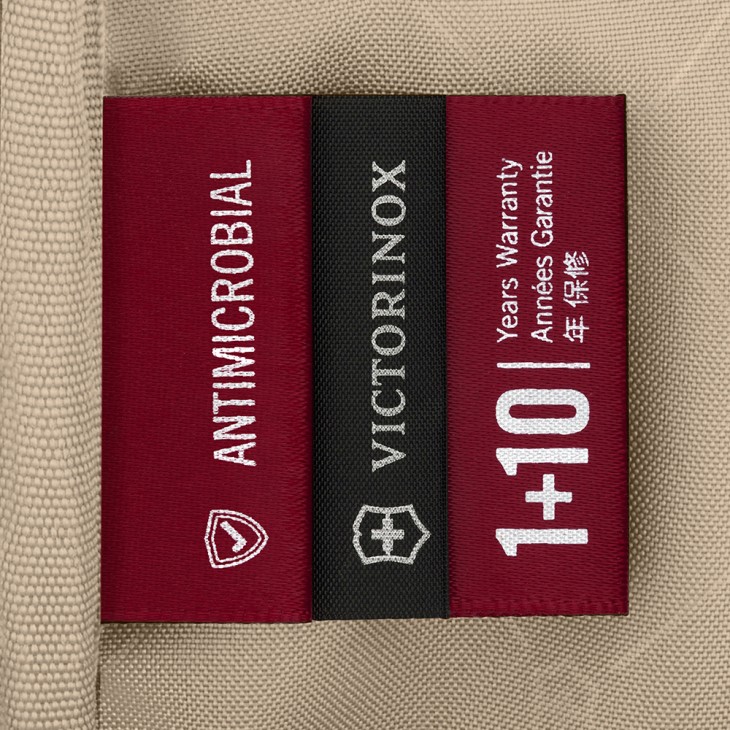 ANTIMICROBIAL
VICTORINOX
1+10
Years Warranty
Années Garantie
年 保修